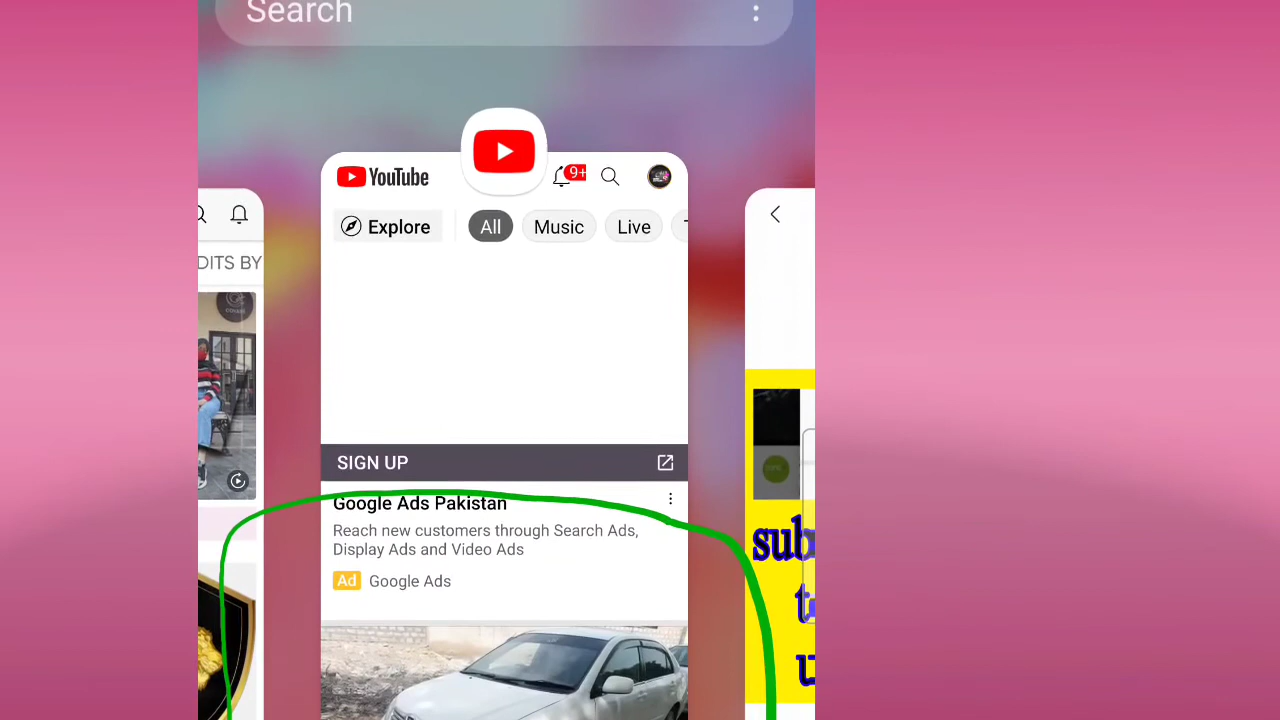 Search
YouTube
9+
Explore
All
Music
Live
DITS BY
SIGN UP
Google Ads Pakistan
Reach new customers through Search Ads,
Display Ads and Video Ads
Ad Google Ads
sub